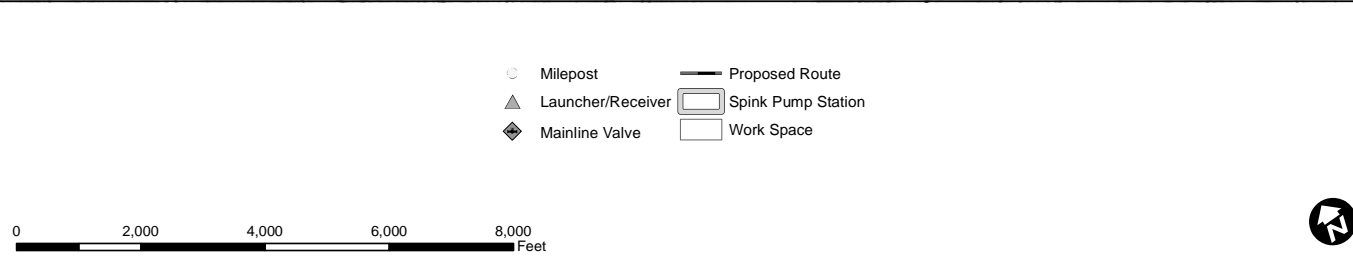 Milepost
Proposed Route
Launcher/Receiver
Spink Pump Station
Mainline Valve
Work Space
0 2,000 4,000 6,000 8,000
Feet
N